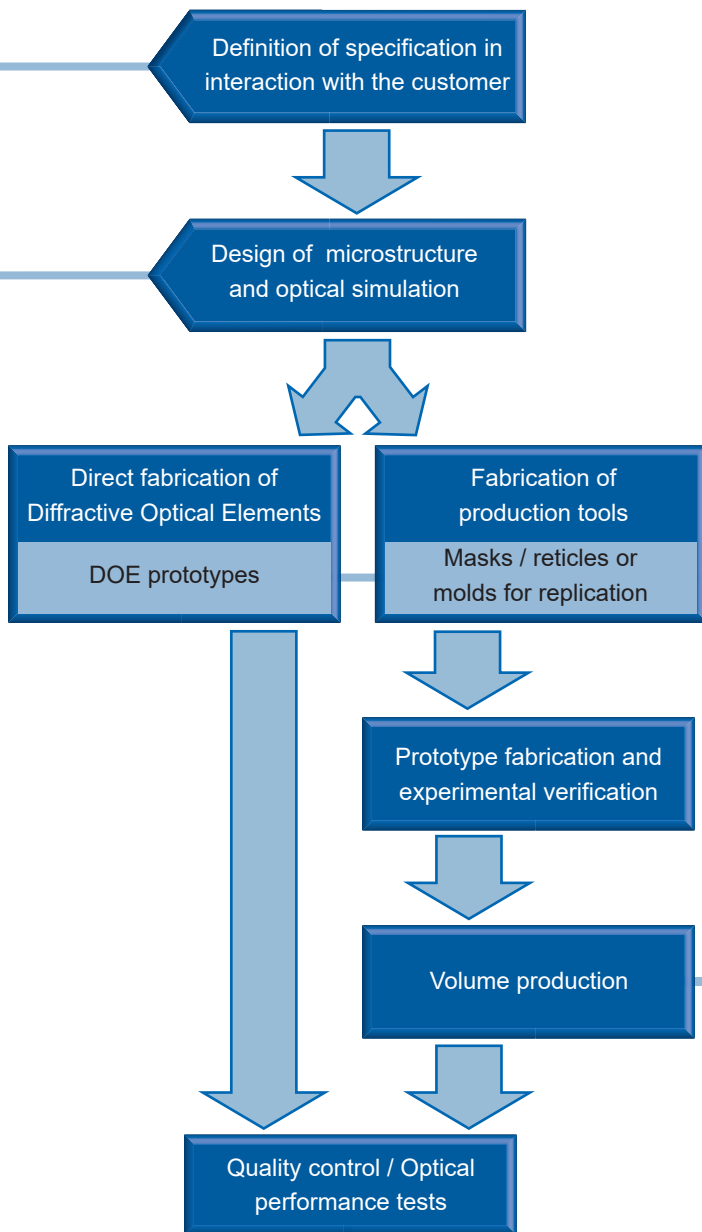 Definition of specification in
interaction with the customer
Design of microstructure
and optical simulation
Direct fabrication of
Diffractive Optical Elements
DOE prototypes
Fabrication of
production tools
Masks / reticles or
molds for replication
Prototype fabrication and
experimental verification
Volume production
Quality control / Optical
performance tests